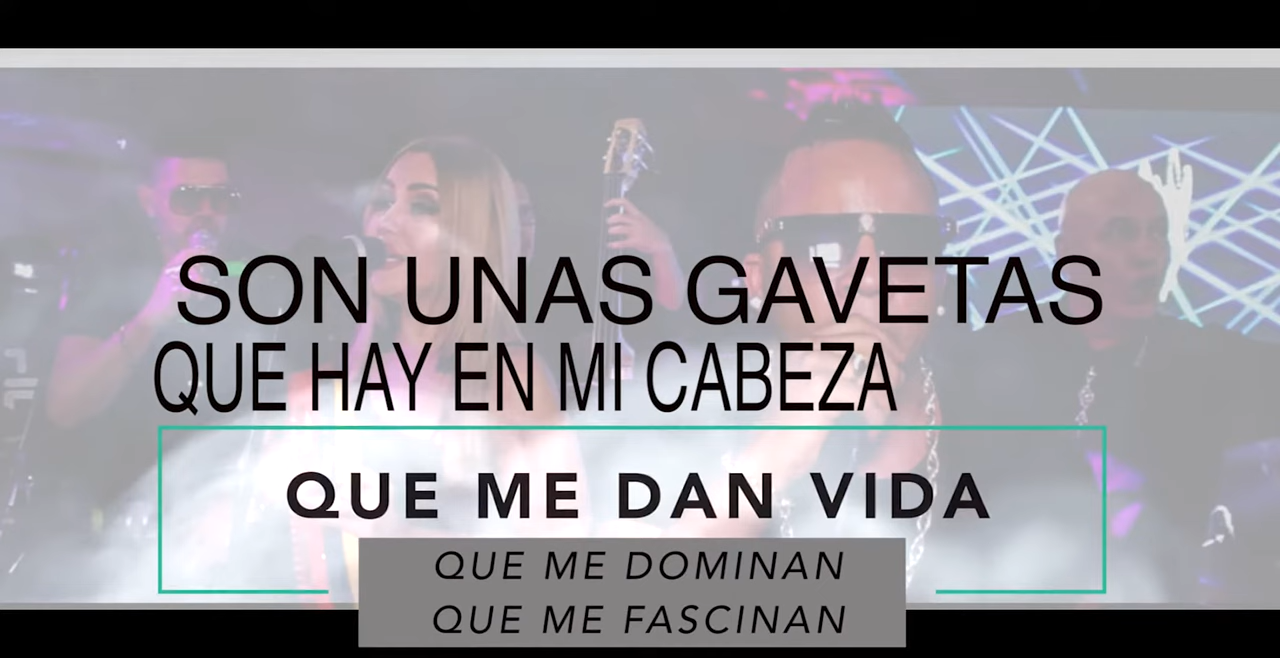 SON UNAS GAVETAS
QUE HAY EN MI CABEZA
QUE ME DAN VIDA
QUE ME DOMINAN
QUE ME FASCINAN